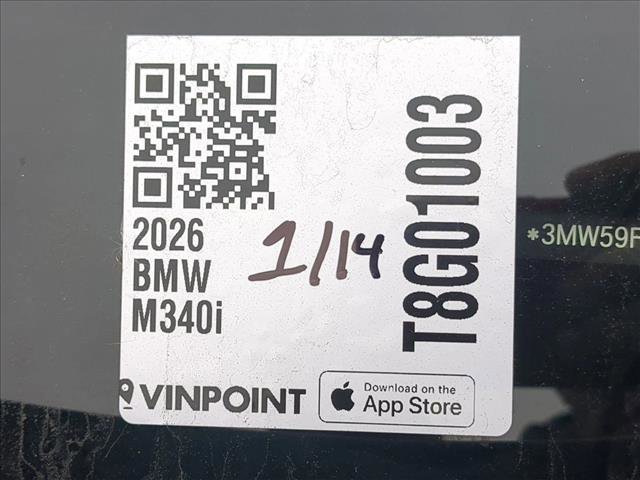 2026
BMW
M340i
1/14
T8G01003
*3MW59F
VINPOINT
Download on the
App Store